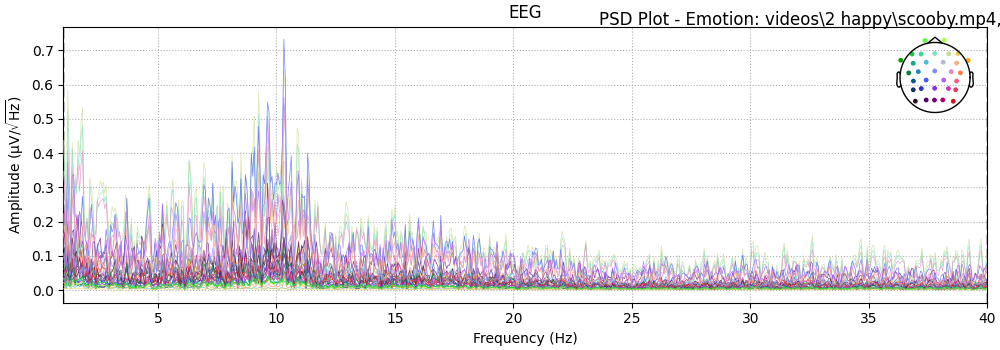 EEG
PSD Plot - Emotion: videos\2 happy\scooby.mp4,
Amplitude (µV/√Hz)
0.7
0.6
0.5
0.4
0.3
0.2
0.1
0.0
5 10 15 20 25 30 35 40
Frequency (Hz)